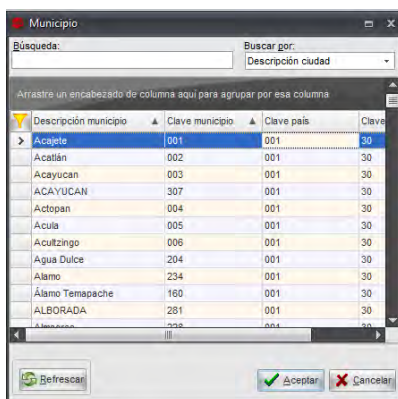 Municipio
Búsqueda: Buscar por:
Descripción ciudad
Arrastre un encabezado de columna aquí para agrupar por esa columna
Descripción municipio Clave municipio Clave país Clave
Acajete 001 001 30
Acatlán 002 001 30
Acayucan 003 001 30
ACAYUCAN 307 001 30
Actopan 004 001 30
Acula 005 001 30
Acultzingo 006 001 30
Agua Dulce 204 001 30
Alamo 234 001 30
Álamo Temapache 160 001 30
ALBORADA 281 001 30
001 30
Refrescar Aceptar Cancelar